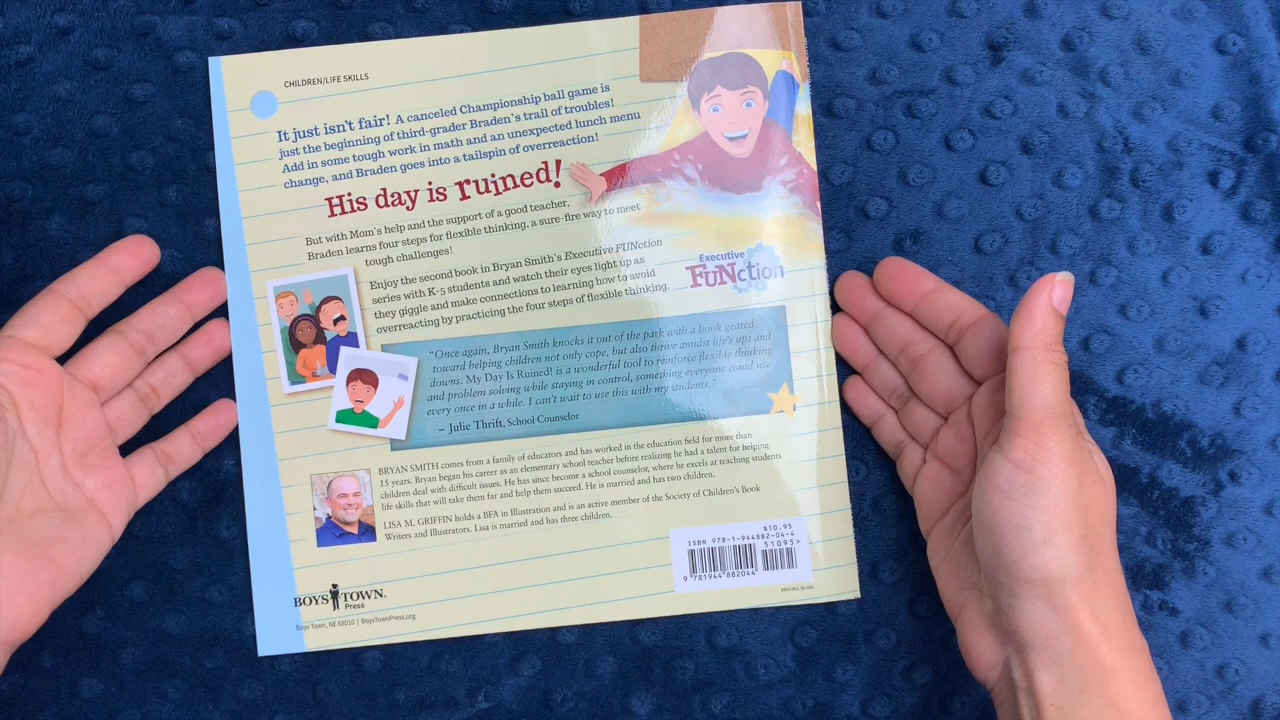 CHILDREN/LIFE SKILLS
It just isn't fair! A canceled Championship ball game is
just the beginning of third-grader Braden's trail of troubles!
Add in some tough work in math and an unexpected lunch menu
change, and Braden goes into a tailspin of overreaction!
His day is ruined!
But with Mom's help and the support of a good teacher,
Braden learns four steps for flexible thinking, a sure-fire way to meet
tough challenges!
Enjoy the second book in Bryan Smith's Executive FUNction
series with K-5 students and watch their eyes light up as
they giggle and make connections to learning how to avoid
overreacting by practicing the four steps of flexible thinking.
Executive
FUNction
"Once again, Bryan Smith knocks it out of the park with a book geared
toward helping children not only cope, but also thrive amidst life's ups and
downs. My Day Is Ruined! is a wonderful tool to reinforce flexible thinking
and problem solving while staying in control, something everyone could use
every once in a while. I can't wait to use this with my students."
– Julie Thrift, School Counselor
BRYAN SMITH comes from a family of educators and has worked in the education field for more than
15 years. Bryan began his career as an elementary school teacher before realizing he had a talent for helping
children deal with difficult issues. He has since become a school counselor, where he excels at teaching students
life skills that will take them far and help them succeed. He is married and has two children.
LISA M. GRIFFIN holds a BFA in Illustration and is an active member of the Society of Children's Book
Writers and Illustrators. Lisa is married and has three children.
$10.95
ISBN 978-1-944882-04-4
51095>
9 781944 882044
BOYS TOWN®
Press
Boys Town, NE 68010 | BoysTownPress.org